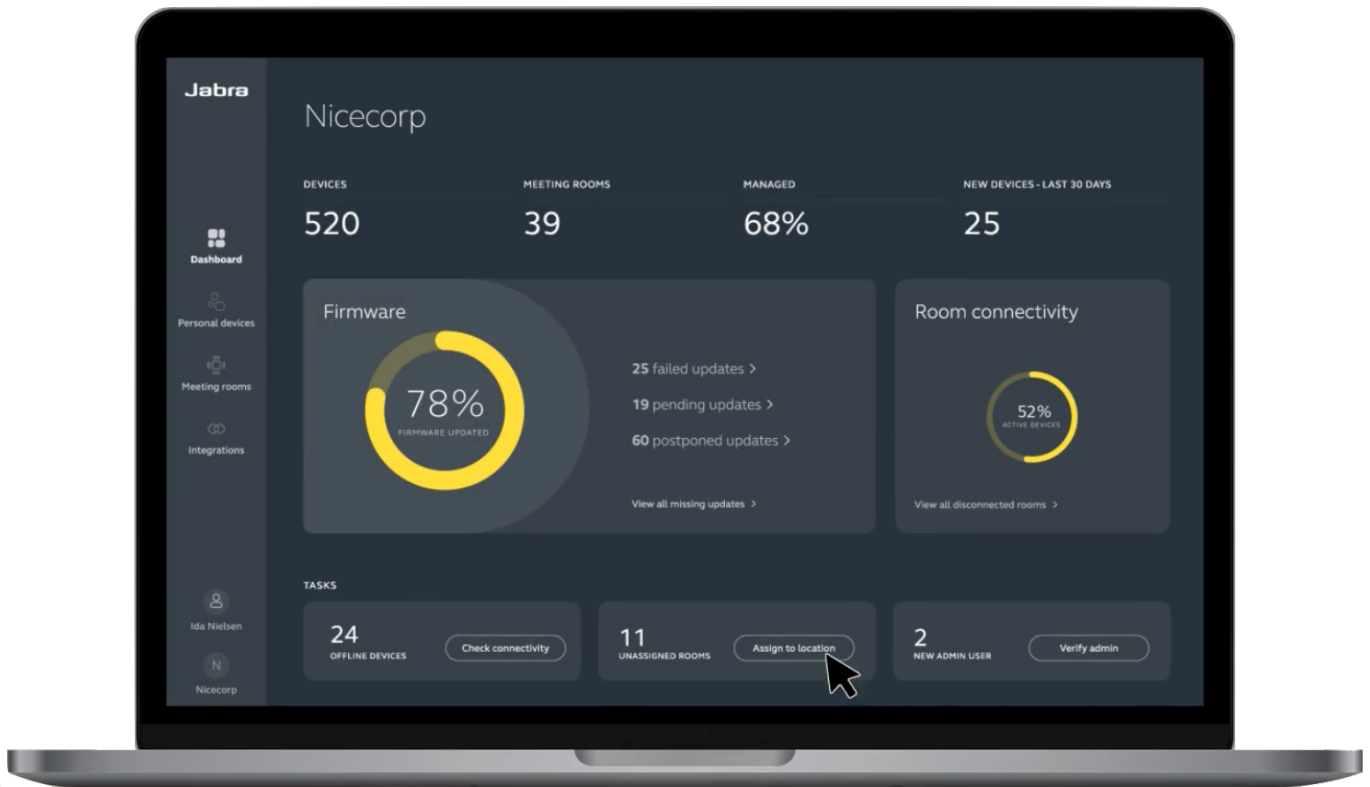 Jabra
Nicecorp
DEVICES
520
MEETING ROOMS
39
MANAGED
68%
NEW DEVICES - LAST 30 DAYS
25
Dashboard
Personal devices
Meeting rooms
Integrations
Firmware
78%
FIRMWARE UPDATED
25 failed updates >
19 pending updates >
60 postponed updates >
View all missing updates >
Room connectivity
52%
ACTIVE DEVICES
View all disconnected rooms >
TASKS
24
OFFLINE DEVICES
Check connectivity
11
UNASSIGNED ROOMS
Assign to location
2
NEW ADMIN USER
Verify admin
Ida Nielsen
N
Nicecorp